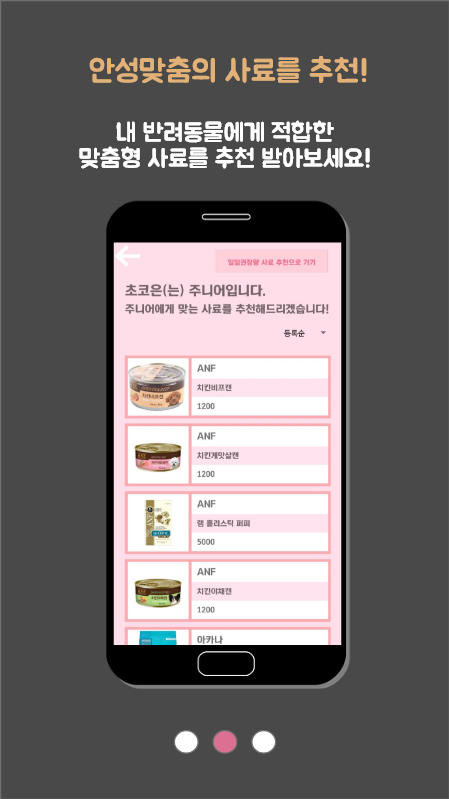 안성맞춤의 사료를 추천!
내 반려동물에게 적합한
맞춤형 사료를 추천 받아보세요!
일일권장량 사료 추천으로 가기
초코은(는) 주니어입니다.
주니어에게 맞는 사료를 추천해드리겠습니다!
등록순
ANF
치킨비프캔
1200
ANF
치킨게맛살캔
1200
ANF
램 홀리스틱 퍼피
5000
ANF
치킨야채캔
1200
아카나